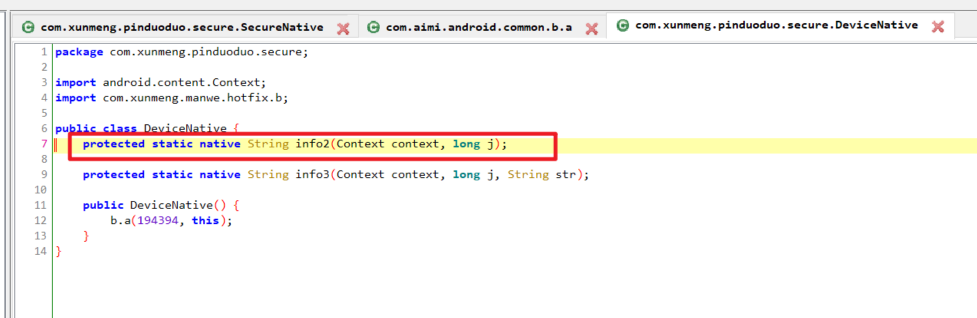 com.xunmeng.pinduoduo.secure.SecureNative com.aimi.android.common.b.a com.xunmeng.pinduoduo.secure.DeviceNative
1 package com.xunmeng.pinduoduo.secure;
2
3 import android.content.Context;
4 import com.xunmeng.manwe.hotfix.b;
5
6 public class DeviceNative {
7 protected static native String info2(Context context, long j);
8
9 protected static native String info3(Context context, long j, String str);
10
11 public DeviceNative() {
12 b.a(194394, this);
13 }
14 }